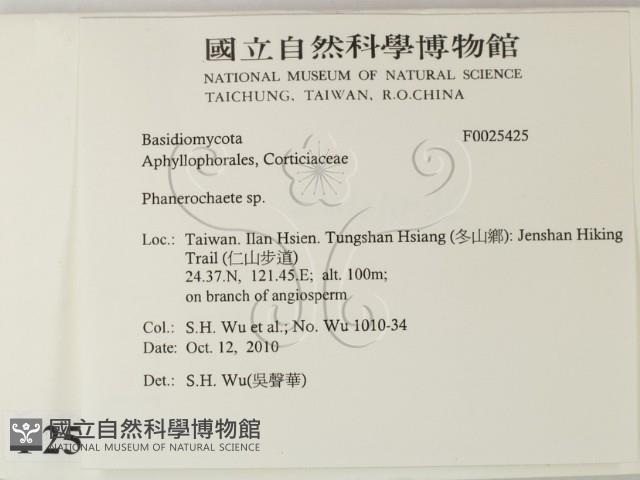 國立自然科學博物館
NATIONAL MUSEUM OF NATURAL SCIENCE
TAICHUNG, TAIWAN, R.O.CHINA
Basidiomycota F0025425
Aphyllophorales, Corticiaceae
Phanerochaete sp.
Loc.: Taiwan. Ilan Hsien. Tungshan Hsiang (冬山鄉): Jenshan Hiking
Trail (仁山步道)
24.37.N, 121.45.E; alt. 100m;
on branch of angiosperm
Col.: S.H. Wu et al.; No. Wu 1010-34
Date: Oct. 12, 2010
Det.: S.H. Wu(吳聲華)
25
國立自然科學博物館
NATIONAL MUSEUM OF NATURAL SCIENCE